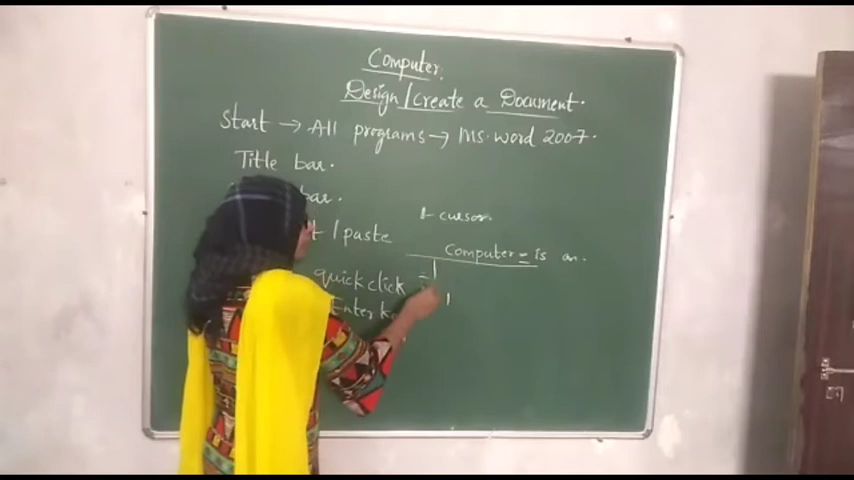 Computer.
Design/Create a Document.
Start → All programs → MS.word 2007.
Title bar.
bar.
1- cursor.
/ paste
Computer = is an.
quick click
Enter